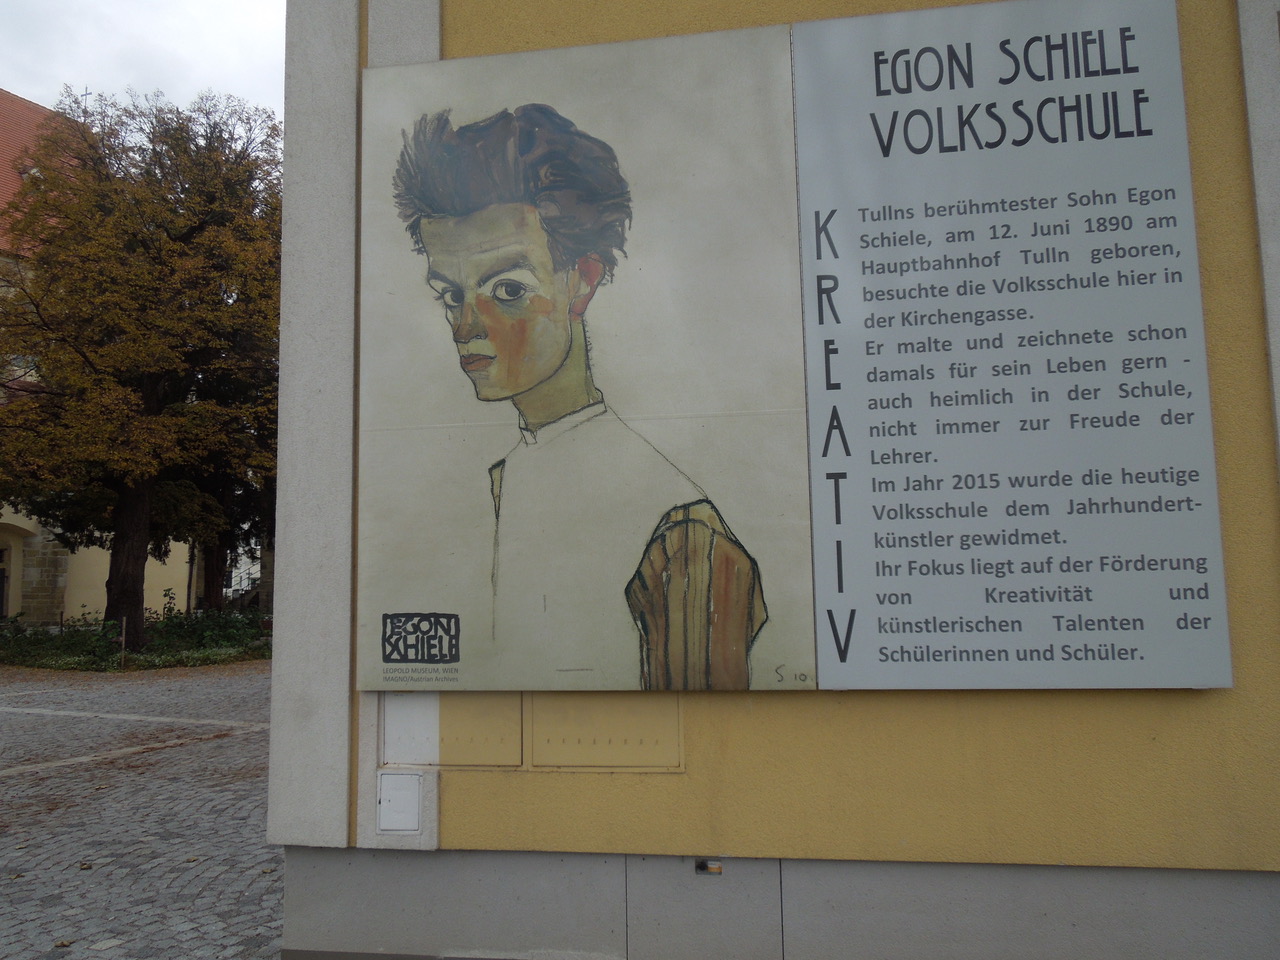 EGON SCHIELE
VOLKSSCHULE
KREATIV
Tullns berühmtester Sohn Egon
Schiele, am 12. Juni 1890 am
Hauptbahnhof Tulln geboren,
besuchte die Volksschule hier in
der Kirchengasse.
Er malte und zeichnete schon
damals für sein Leben gern -
auch heimlich in der Schule,
nicht immer zur Freude der
Lehrer.
Im Jahr 2015 wurde die heutige
Volksschule dem Jahrhundert-
künstler gewidmet.
Ihr Fokus liegt auf der Förderung
von Kreativität und
künstlerischen Talenten der
Schülerinnen und Schüler.
EGON
SCHIELE
LEOPOLD MUSEUM, WIEN
IMAGNO/Austrian Archives
S 10